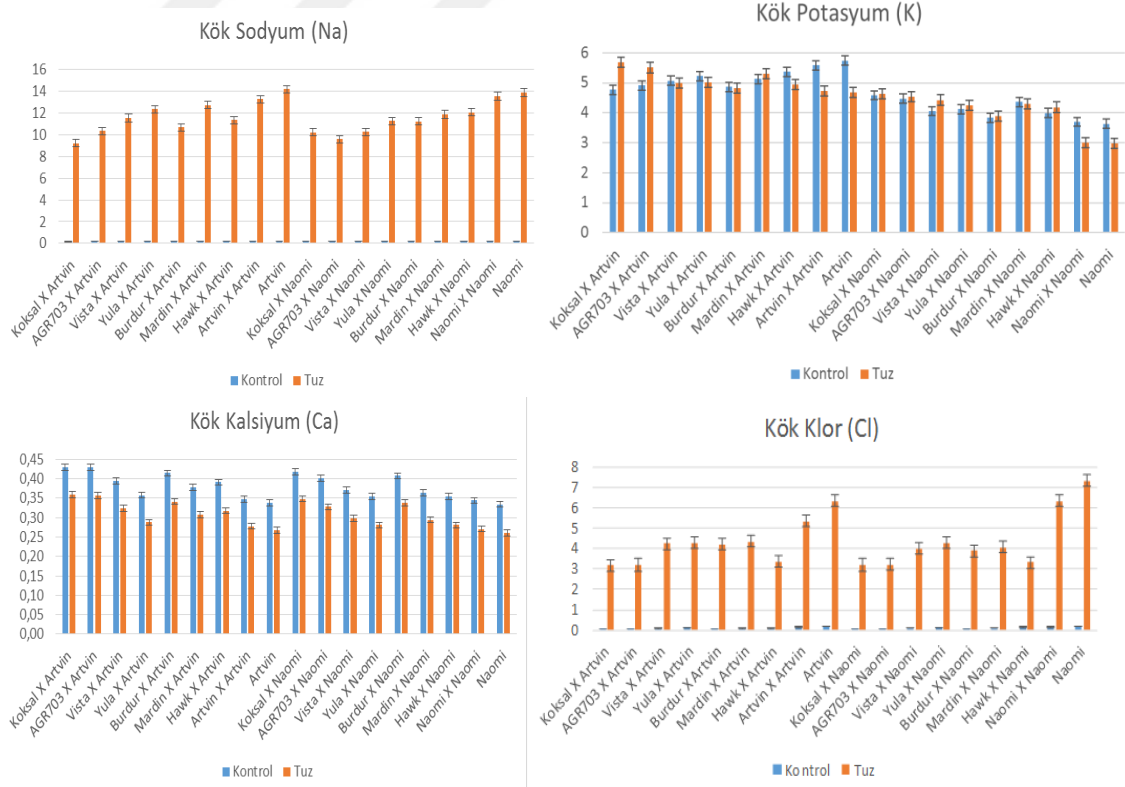 Kök Sodyum (Na)
16
14
12
10
8
6
4
2
0
Koksal X Artvin
AGR703 X Artvin
Vista X Artvin
Yula X Artvin
Burdur X Artvin
Mardin X Artvin
Hawk X Artvin
Artvin X Artvin
Artvin
Koksal X Naomi
AGR703 X Naomi
Vista X Naomi
Yula X Naomi
Burdur X Naomi
Mardin X Naomi
Hawk X Naomi
Naomi X Naomi
Naomi
Kontrol Tuz
Kök Potasyum (K)
6
5
4
3
2
1
0
Koksal X Artvin
AGR703 X Artvin
Vista X Artvin
Yula X Artvin
Burdur X Artvin
Mardin X Artvin
Hawk X Artvin
Artvin X Artvin
Artvin
Koksal X Naomi
AGR703 X Naomi
Vista X Naomi
Yula X Naomi
Burdur X Naomi
Mardin X Naomi
Hawk X Naomi
Naomi X Naomi
Naomi
Kontrol Tuz
Kök Kalsiyum (Ca)
0,45
0,40
0,35
0,30
0,25
0,20
0,15
0,10
0,05
0,00
Koksal X Artvin
AGR703 X Artvin
Vista X Artvin
Yula X Artvin
Burdur X Artvin
Mardin X Artvin
Hawk X Artvin
Artvin X Artvin
Artvin
Koksal X Naomi
AGR703 X Naomi
Vista X Naomi
Yula X Naomi
Burdur X Naomi
Mardin X Naomi
Hawk X Naomi
Naomi X Naomi
Naomi
Kontrol Tuz
Kök Klor (Cl)
8
7
6
5
4
3
2
1
0
Koksal X Artvin
AGR703 X Artvin
Vista X Artvin
Yula X Artvin
Burdur X Artvin
Mardin X Artvin
Hawk X Artvin
Artvin X Artvin
Artvin
Koksal X Naomi
AGR703 X Naomi
Vista X Naomi
Yula X Naomi
Burdur X Naomi
Mardin X Naomi
Hawk X Naomi
Naomi X Naomi
Naomi
Kontrol Tuz